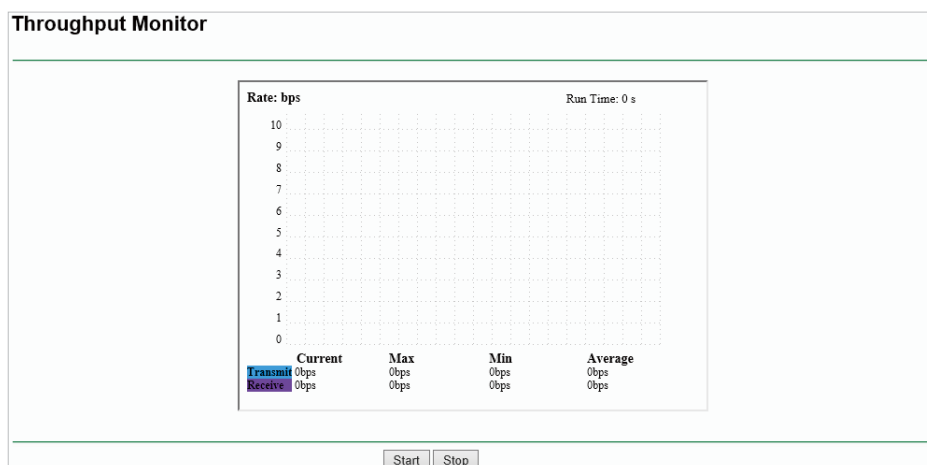 Throughput Monitor
Rate: bps Run Time: 0 s
10
9
8
7
6
5
4
3
2
1
0
Current Max Min Average
Transmit 0bps 0bps 0bps 0bps
Receive 0bps 0bps 0bps 0bps
Start Stop